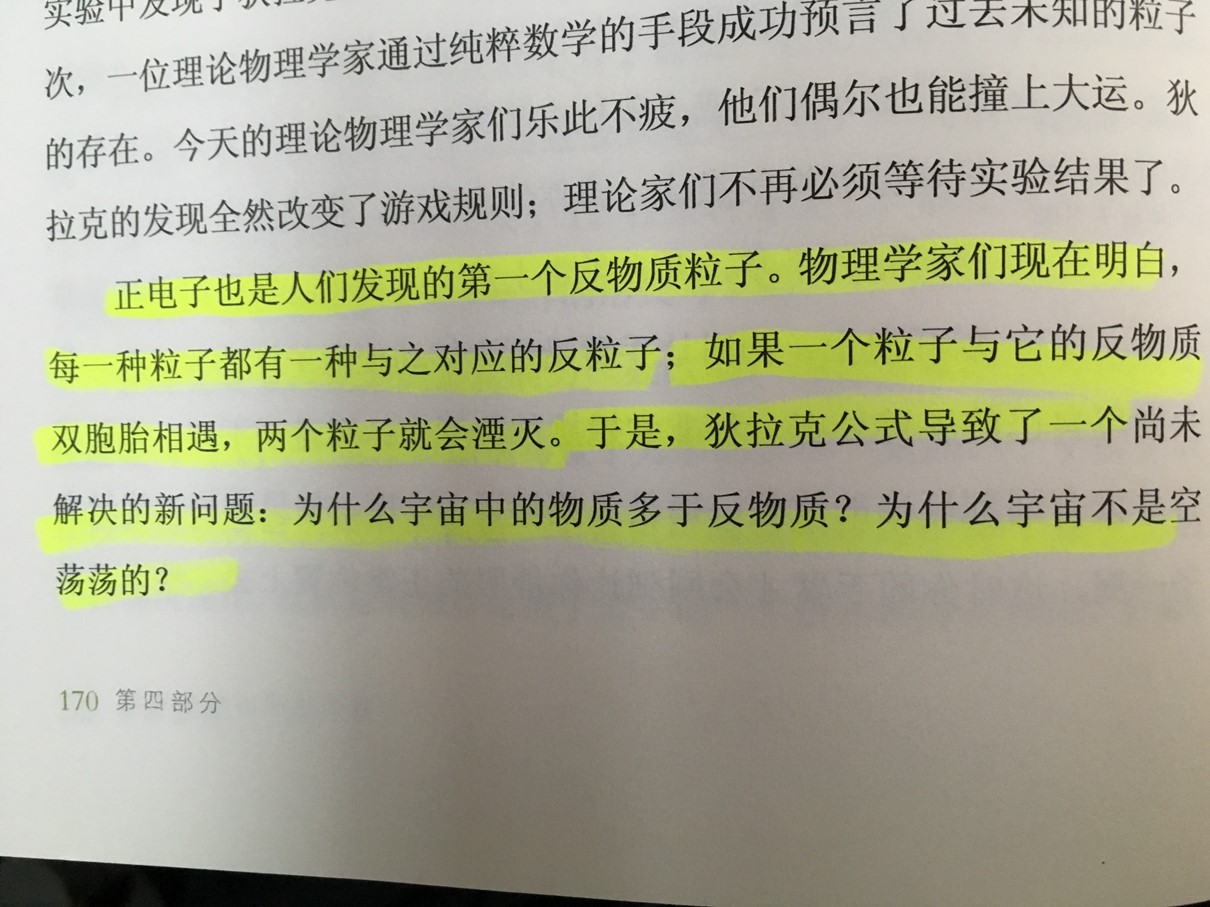 实验中发现了狄拉克
次，一位理论物理学家通过纯粹数学的手段成功预言了过去未知的粒子
的存在。今天的理论物理学家们乐此不疲，他们偶尔也能撞上大运。狄
拉克的发现全然改变了游戏规则；理论家们不再必须等待实验结果了。
正电子也是人们发现的第一个反物质粒子。物理学家们现在明白，
每一种粒子都有一种与之对应的反粒子；如果一个粒子与它的反物质
双胞胎相遇，两个粒子就会湮灭。于是，狄拉克公式导致了一个尚未
解决的新问题：为什么宇宙中的物质多于反物质？为什么宇宙不是空
荡荡的？
170 第四部分